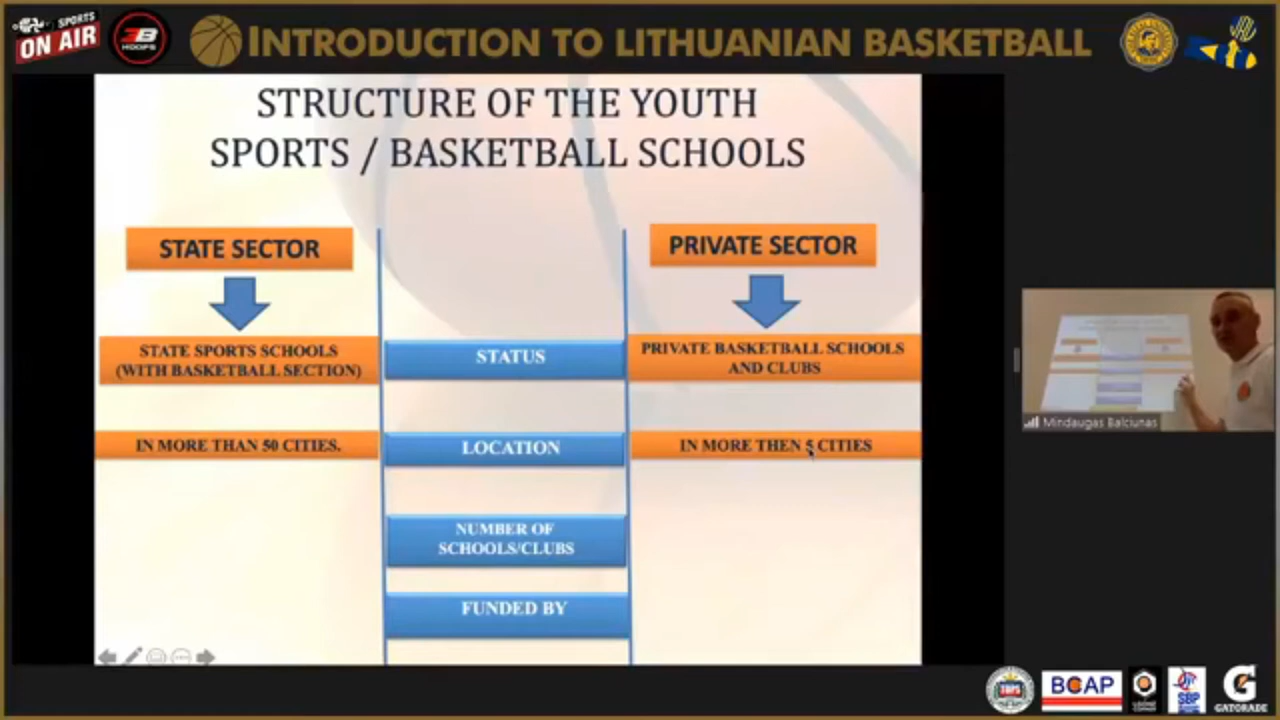 SPORTS
ON AIR
3B
HOOPS
INTRODUCTION TO LITHUANIAN BASKETBALL
STRUCTURE OF THE YOUTH
SPORTS / BASKETBALL SCHOOLS
STATE SECTOR
PRIVATE SECTOR
STATE SPORTS SCHOOLS
(WITH BASKETBALL SECTION)
STATUS
PRIVATE BASKETBALL SCHOOLS
AND CLUBS
IN MORE THAN 50 CITIES.
LOCATION
IN MORE THEN 5 CITIES
NUMBER OF
SCHOOLS/CLUBS
FUNDED BY
Mindaugas Balciunas
TOPS
BCAP
SBP
G
GATORADE